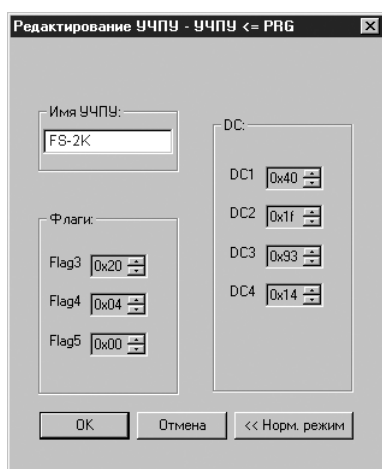 Редактирование УЧПУ - УЧПУ <= PRG
Имя УЧПУ:
FS-2K
Флаги:
Flag3 0x20
Flag4 0x04
Flag5 0x00
DC:
DC1 0x40
DC2 0x1f
DC3 0x93
DC4 0x14
OK Отмена << Норм. режим